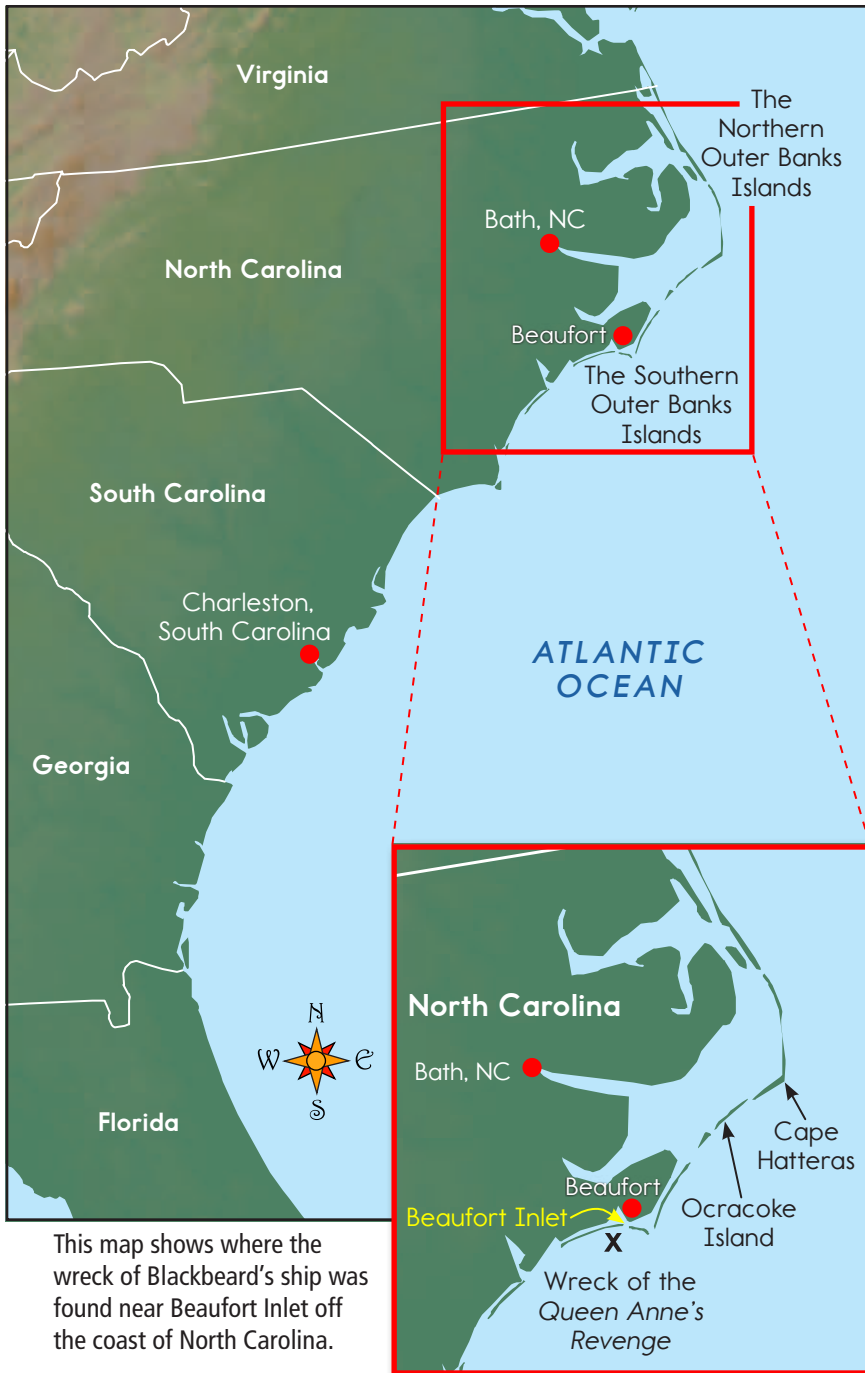 Virginia
The
Northern
Outer Banks
Islands
Bath, NC
North Carolina
Beaufort
The Southern
Outer Banks
Islands
South Carolina
Charleston,
South Carolina
ATLANTIC
OCEAN
Georgia
N
W
E
S
Florida
North Carolina
Bath, NC
Cape
Hatteras
Beaufort
Beaufort Inlet
Ocracoke
Island
X
Wreck of the
Queen Anne's
Revenge
This map shows where the
wreck of Blackbeard's ship was
found near Beaufort Inlet off
the coast of North Carolina.